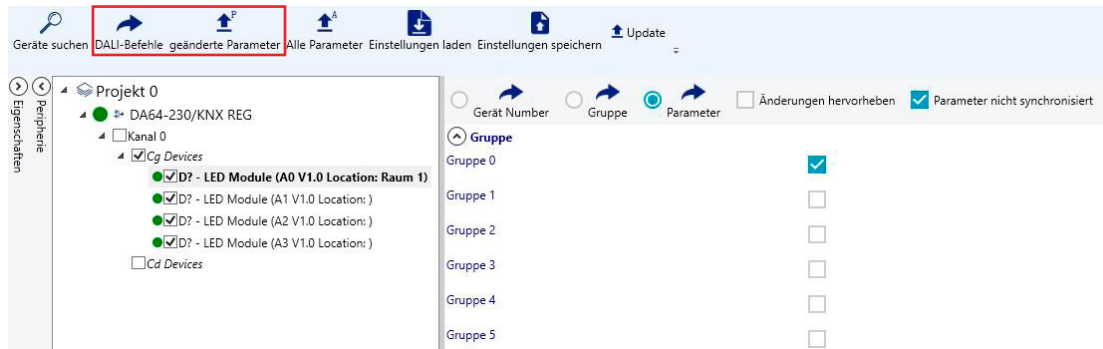 Geräte suchen DALI-Befehle geänderte Parameter Alle Parameter Einstellungen laden Einstellungen speichern Update
P
A
Eigenschaften
Peripherie
Projekt 0
DA64-230/KNX REG
Kanal 0
Cg Devices
D? - LED Module (A0 V1.0 Location: Raum 1)
D? - LED Module (A1 V1.0 Location: )
D? - LED Module (A2 V1.0 Location: )
D? - LED Module (A3 V1.0 Location: )
Cd Devices
Gerät Number Gruppe Parameter Änderungen hervorheben Parameter nicht synchronisiert
Gruppe
Gruppe 0
Gruppe 1
Gruppe 2
Gruppe 3
Gruppe 4
Gruppe 5